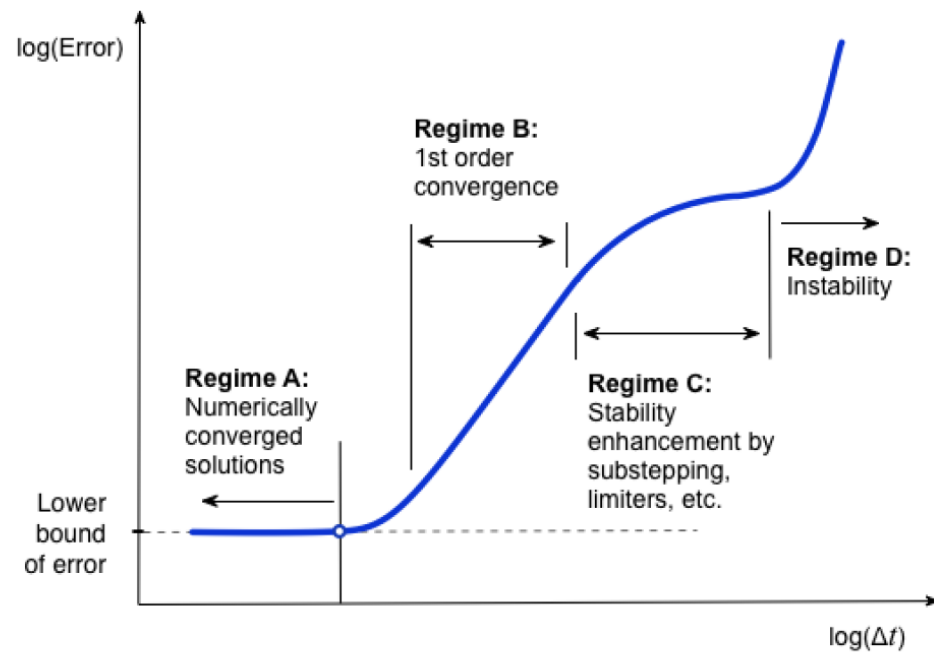 log(Error)
Regime B:
1st order
convergence
Regime D:
Instability
Regime A:
Numerically
converged
solutions
Regime C:
Stability
enhancement by
substepping,
limiters, etc.
Lower
bound
of error
log(Δt)